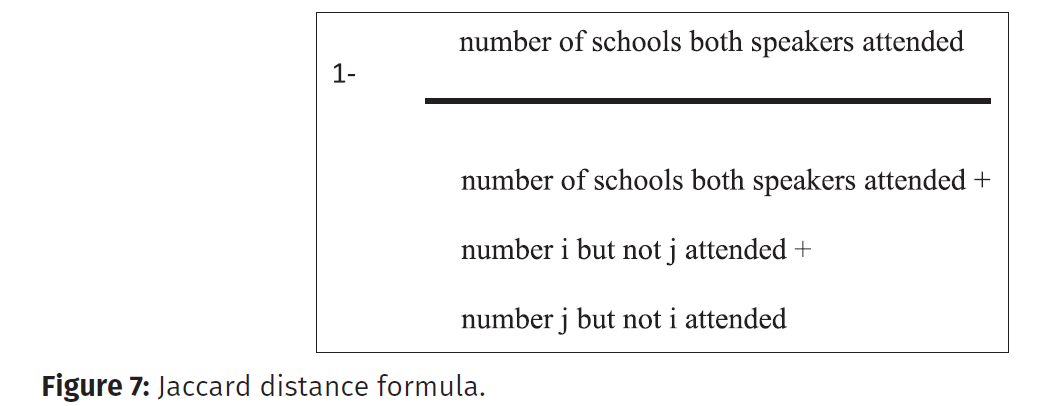 number of schools both speakers attended
1-
number of schools both speakers attended +
number i but not j attended +
number j but not i attended
Figure 7: Jaccard distance formula.